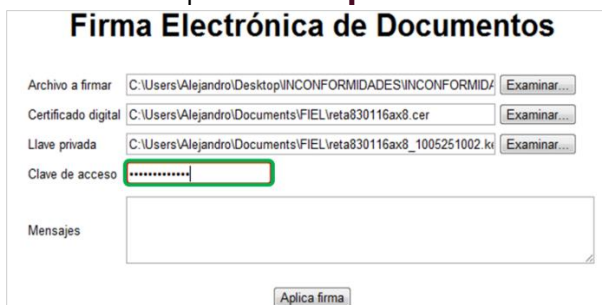 Firma Electrónica de Documentos
Archivo a firmar C:\Users\Alejandro\Desktop\INCONFORMIDADES\INCONFORMIDA Examinar...
Certificado digital C:\Users\Alejandro\Documents\FIEL\reta830116ax8.cer Examinar...
Llave privada C:\Users\Alejandro\Documents\FIEL\reta830116ax8_1005251002.ke Examinar...
Clave de acceso •••••••••••••
Mensajes
Aplica firma